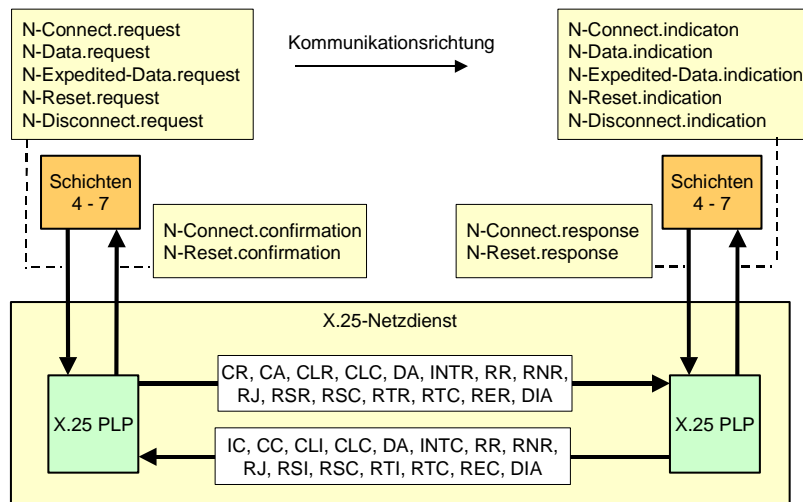 N-Connect.request
N-Data.request
N-Expedited-Data.request
N-Reset.request
N-Disconnect.request
Kommunikationsrichtung
N-Connect.indicaton
N-Data.indication
N-Expedited-Data.indication
N-Reset.indication
N-Disconnect.indication
Schichten
4 - 7
N-Connect.confirmation
N-Reset.confirmation
N-Connect.response
N-Reset.response
Schichten
4 - 7
X.25-Netzdienst
X.25 PLP
CR, CA, CLR, CLC, DA, INTR, RR, RNR,
RJ, RSR, RSC, RTR, RTC, RER, DIA
IC, CC, CLI, CLC, DA, INTC, RR, RNR,
RJ, RSI, RSC, RTI, RTC, REC, DIA
X.25 PLP